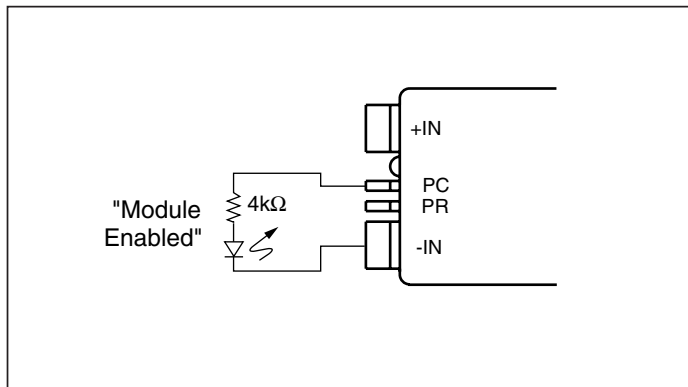 +IN
PC
4kΩ
PR
"Module
Enabled"
-IN